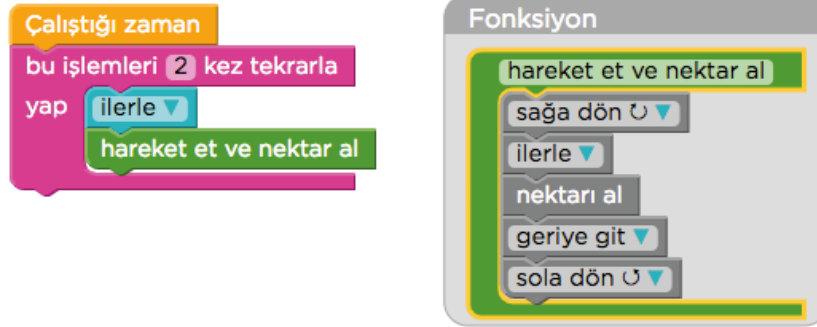 Çalıştığı zaman
bu işlemleri 2 kez tekrarla
yap ilerle
hareket et ve nektar al
Fonksiyon
hareket et ve nektar al
sağa dön ↻
ilerle
nektarı al
geriye git
sola dön ↺